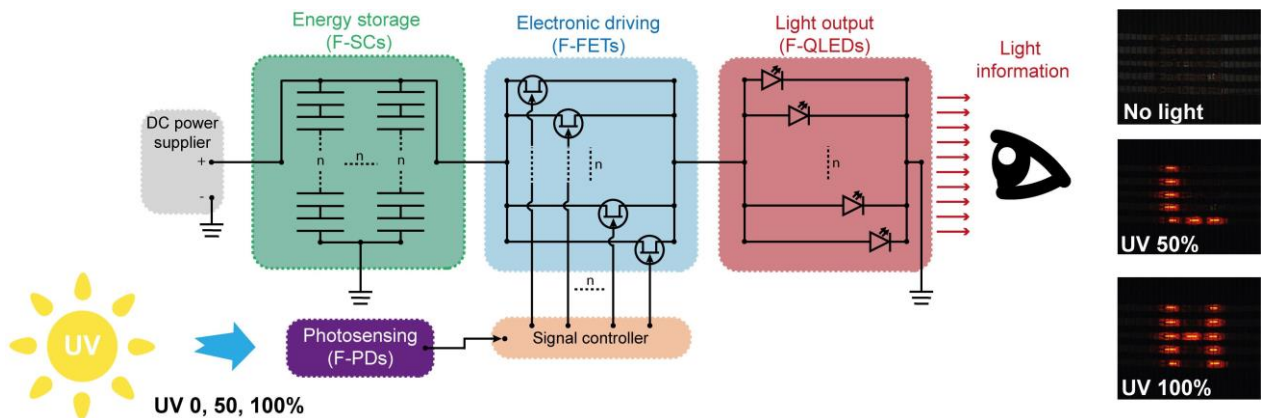 Energy storage
(F-SCs)
Electronic driving
(F-FETs)
Light output
(F-QLEDs)
Light
information
DC power
supplier
+
-
n
n
n
n
n
n
No light
UV 50%
UV 100%
UV
Photosensing
(F-PDs)
Signal controller
UV 0, 50, 100%